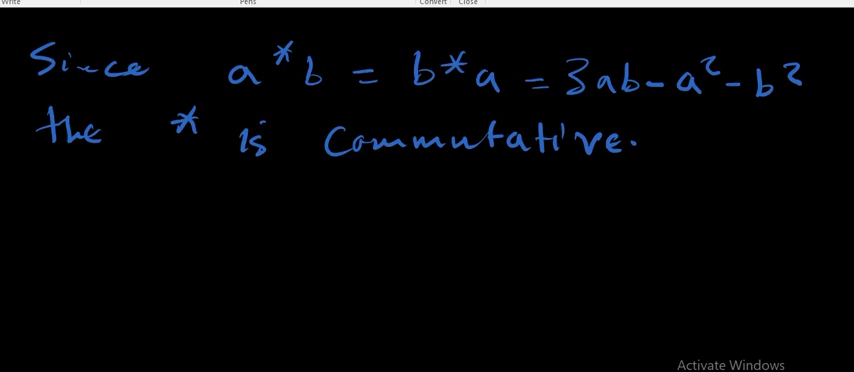 Write Pens Convert Close
Since a * b = b * a = 3ab - a² - b²
the * is Commutative.
Activate Windows